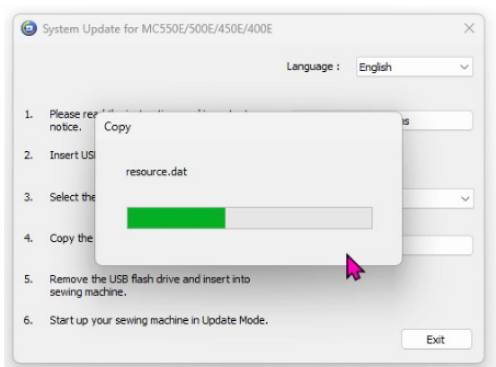 System Update for MC550E/500E/450E/400E
Language :
English
1. Please
notice.
Copy
2. Insert
resource.dat
3. Select the
4. Copy the
5. Remove the USB flash drive and insert into
sewing machine.
6. Start up your sewing machine in Update Mode.
Exit